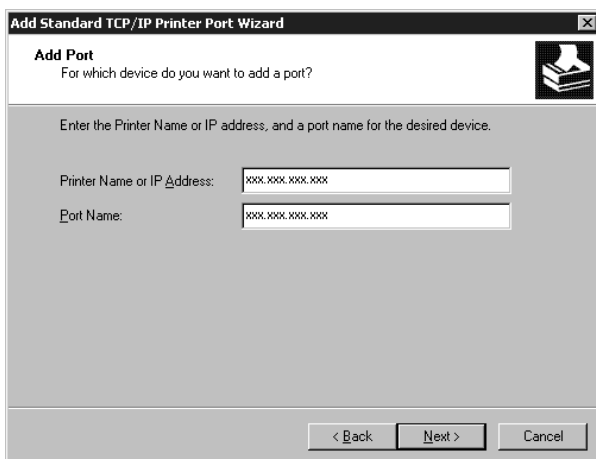 Add Standard TCP/IP Printer Port Wizard
Add Port
For which device do you want to add a port?
Enter the Printer Name or IP address, and a port name for the desired device.
Printer Name or IP Address: xxx.xxx.xxx.xxx
Port Name: xxx.xxx.xxx.xxx
< Back Next > Cancel